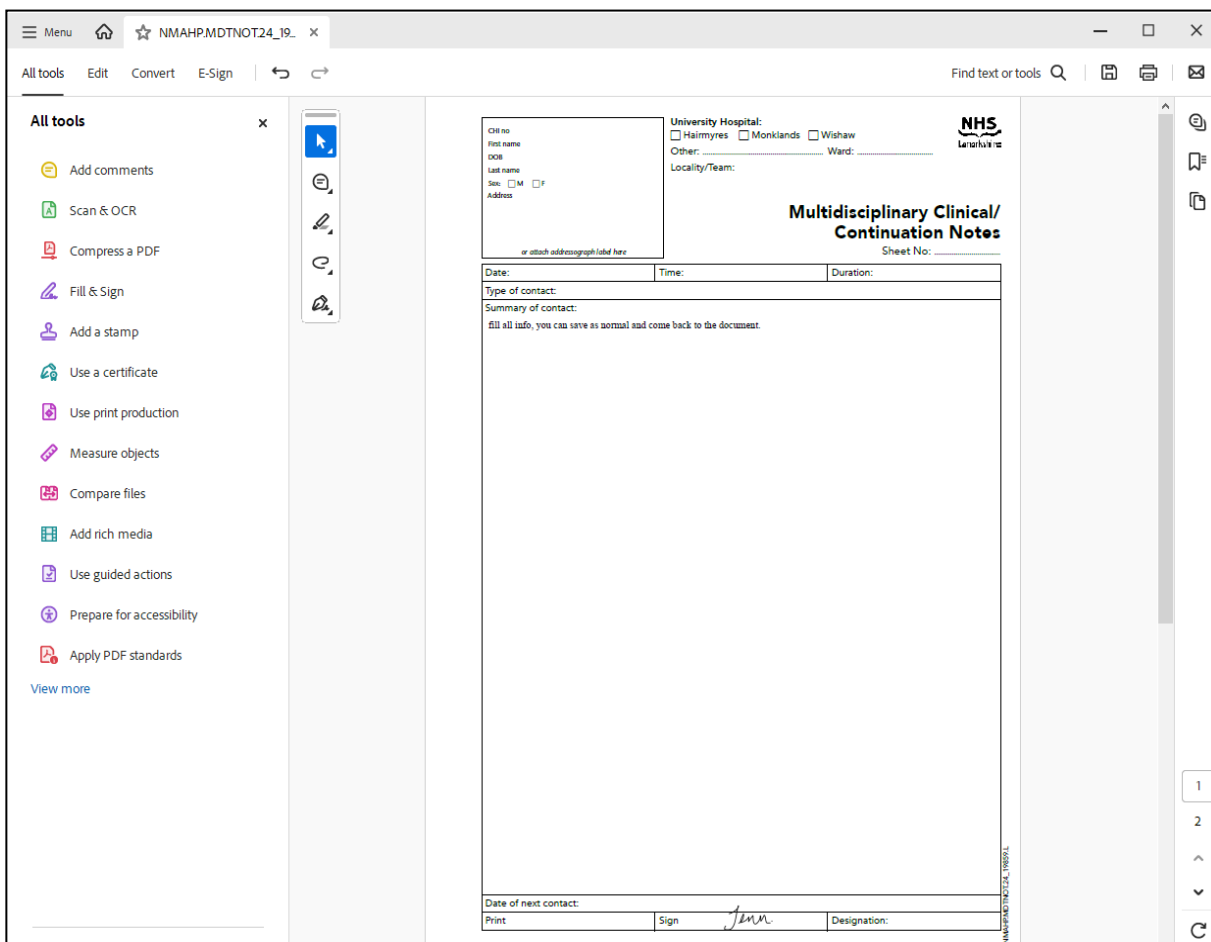 Menu
NMAHP.MDTNOT.24_19...
All tools Edit Convert E-Sign
Find text or tools
All tools
Add comments
Scan & OCR
Compress a PDF
Fill & Sign
Add a stamp
Use a certificate
Use print production
Measure objects
Compare files
Add rich media
Use guided actions
Prepare for accessibility
Apply PDF standards
View more
CHI no
First name
DOB
Last name
Sex: M F
Address
or attach addressograph label here
University Hospital:
Hairmyres Monklands Wishaw
Other: Ward:
Locality/Team:
NHS
Lanarkshire
Multidisciplinary Clinical/
Continuation Notes
Sheet No:
Date: Time: Duration:
Type of contact:
Summary of contact:
fill all info, you can save as normal and come back to the document.
Date of next contact:
Print Sign Jenn Designation:
NMAHP.MDTNOT.24_19859.L
1
2